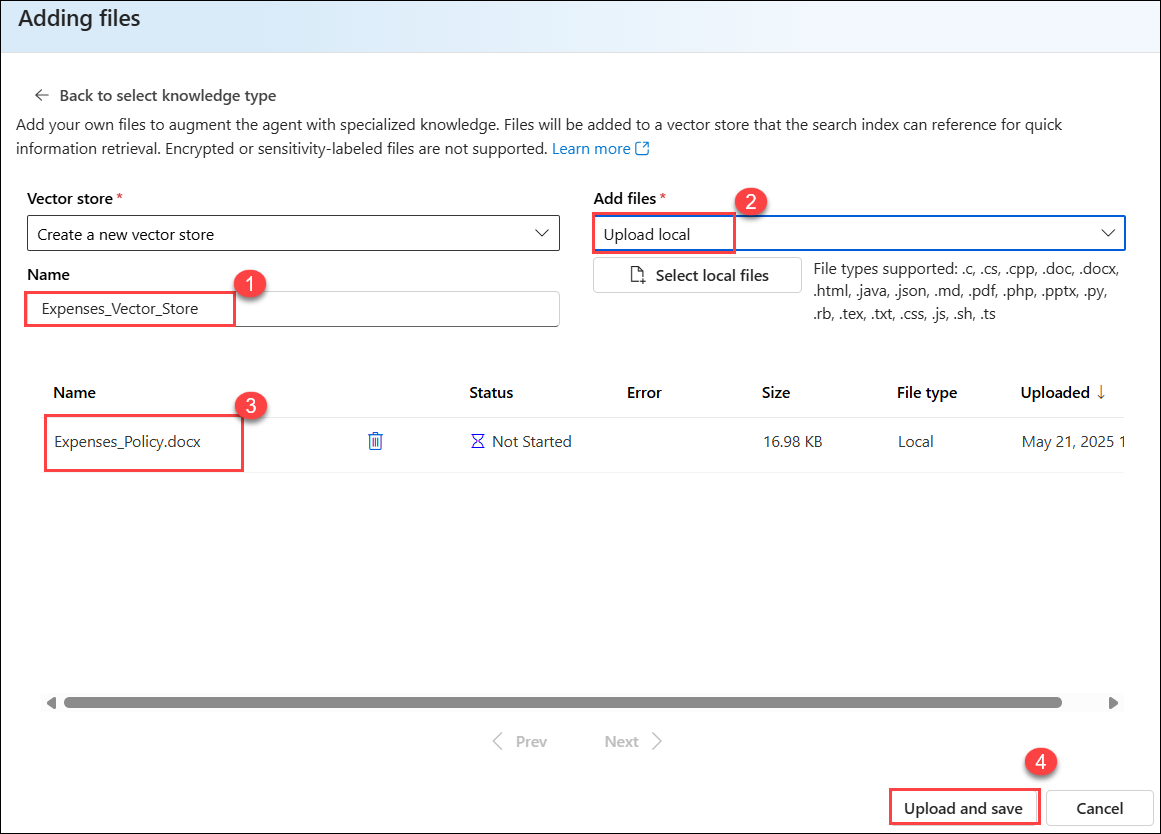 Adding files
Back to select knowledge type
Add your own files to augment the agent with specialized knowledge. Files will be added to a vector store that the search index can reference for quick
information retrieval. Encrypted or sensitivity-labeled files are not supported. Learn more
Vector store *
Create a new vector store
Name
1
Expenses_Vector_Store
Add files *
2
Upload local
Select local files
File types supported: .c, .cs, .cpp, .doc, .docx,
.html, .java, .json, .md, .pdf, .php, .pptx, .py,
.rb, .tex, .txt, .css, .js, .sh, .ts
Name Status Error Size File type Uploaded
3
Expenses_Policy.docx Not Started 16.98 KB Local May 21, 2025 1
Prev Next
4
Upload and save Cancel